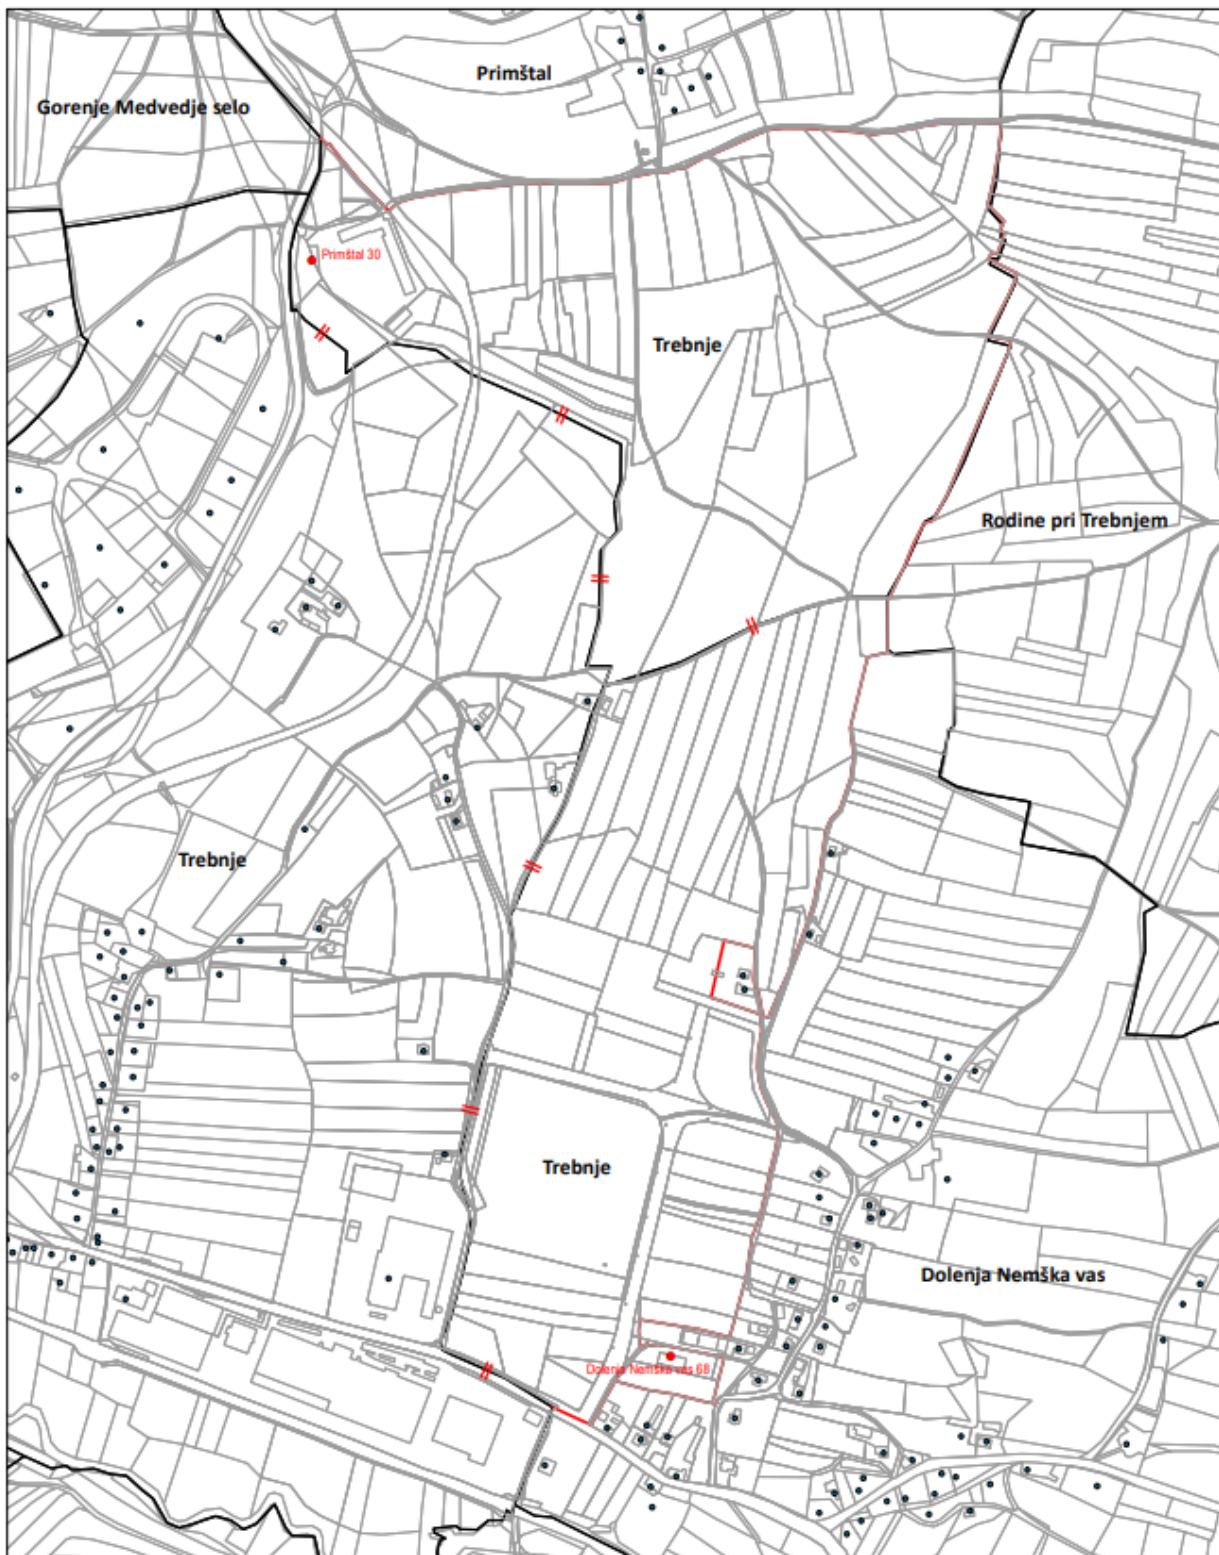 Primštal
Gorenje Medvedje selo
Primštal 30
Trebnje
Rodine pri Trebnjem
Trebnje
Trebnje
Dolenja Nemška vas
Dolenja Nemška vas 68